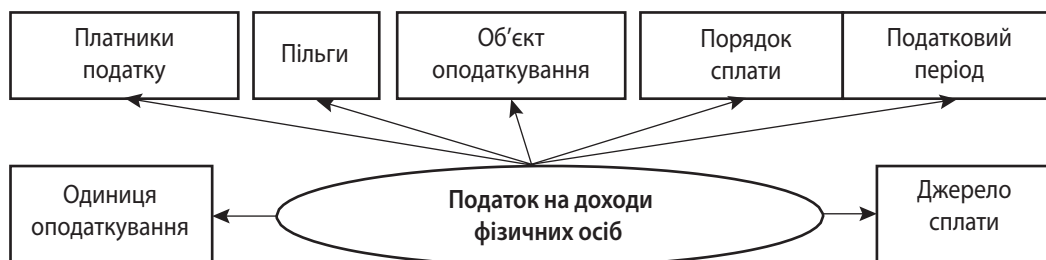 Платники
податку
Пільги
Об’єкт
оподаткування
Порядок
сплати
Податковий
період
Одиниця
оподаткування
Податок на доходи
фізичних осіб
Джерело
сплати